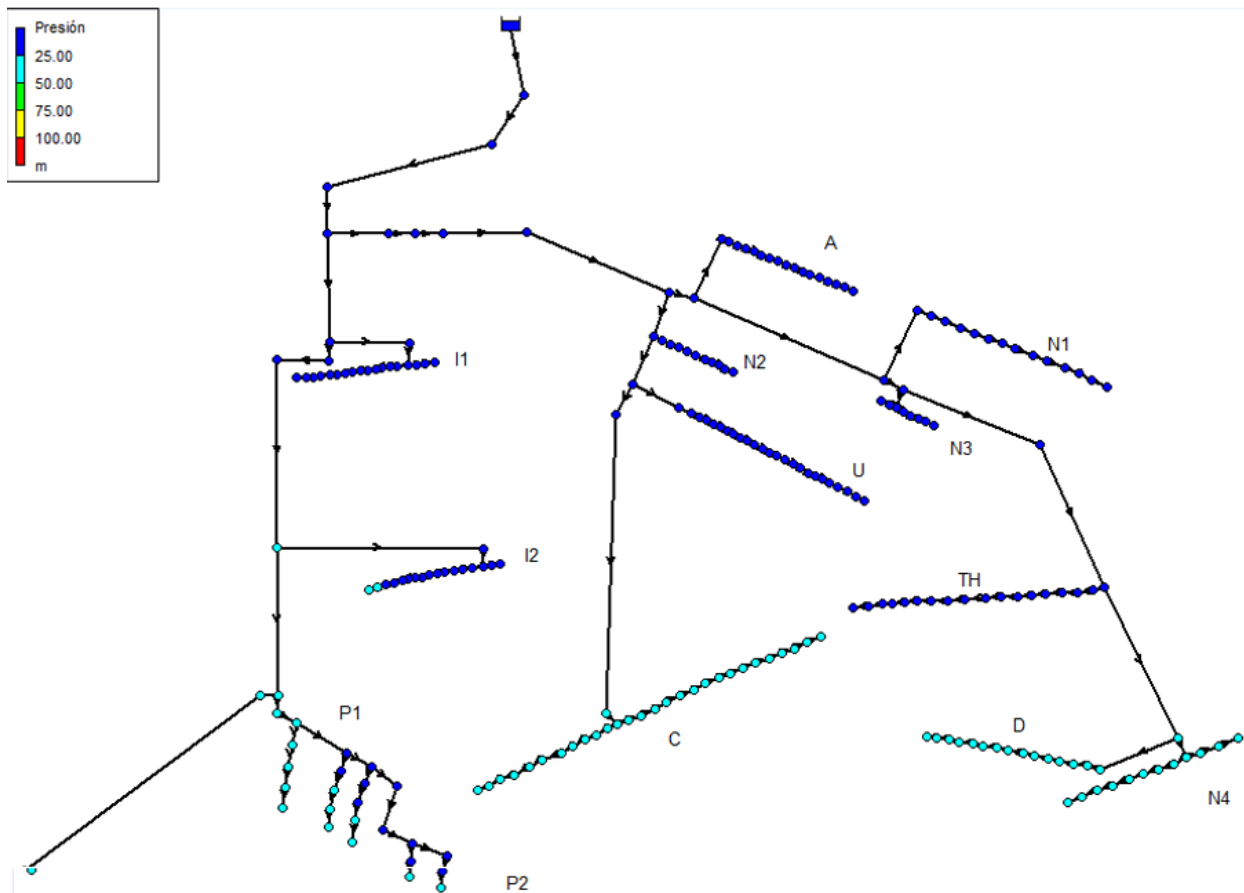 Presión
25.00
50.00
75.00
100.00
m
A
N1
I1
N2
N3
U
I2
TH
P1
C
D
N4
P2